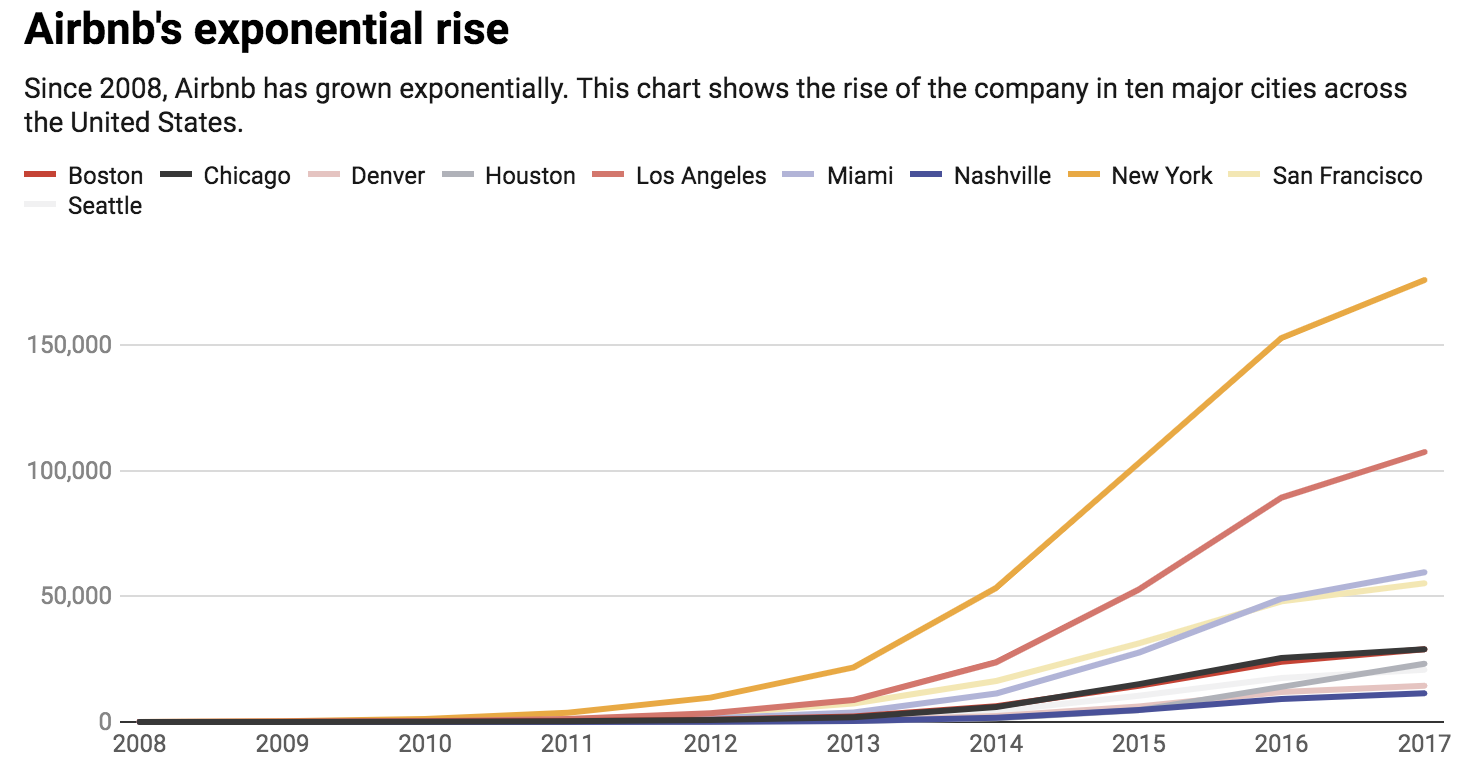 Airbnb's exponential rise
Since 2008, Airbnb has grown exponentially. This chart shows the rise of the company in ten major cities across
the United States.
Boston Chicago Denver Houston Los Angeles Miami Nashville New York San Francisco
Seattle
150,000
100,000
50,000
0
2008 2009 2010 2011 2012 2013 2014 2015 2016 2017